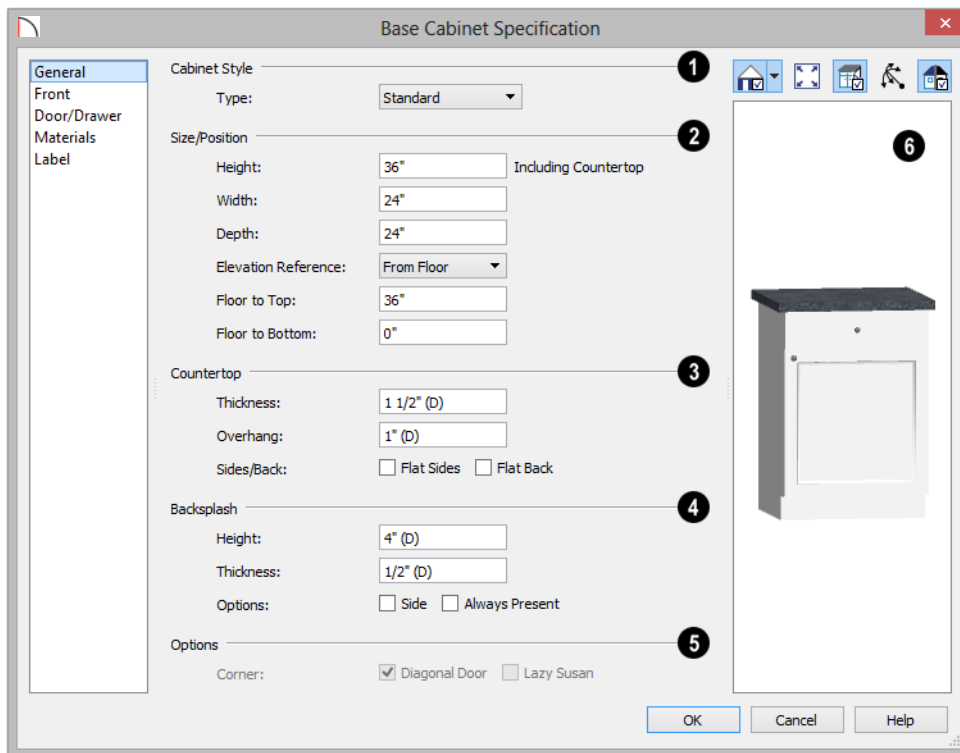 Base Cabinet Specification
General
Front
Door/Drawer
Materials
Label
Cabinet Style 1
Type: Standard
Size/Position 2
Height: 36" Including Countertop
Width: 24"
Depth: 24"
Elevation Reference: From Floor
Floor to Top: 36"
Floor to Bottom: 0"
Countertop 3
Thickness: 1 1/2" (D)
Overhang: 1" (D)
Sides/Back: Flat Sides Flat Back
Backsplash 4
Height: 4" (D)
Thickness: 1/2" (D)
Options: Side Always Present
Options 5
Corner: Diagonal Door Lazy Susan
6
OK Cancel Help